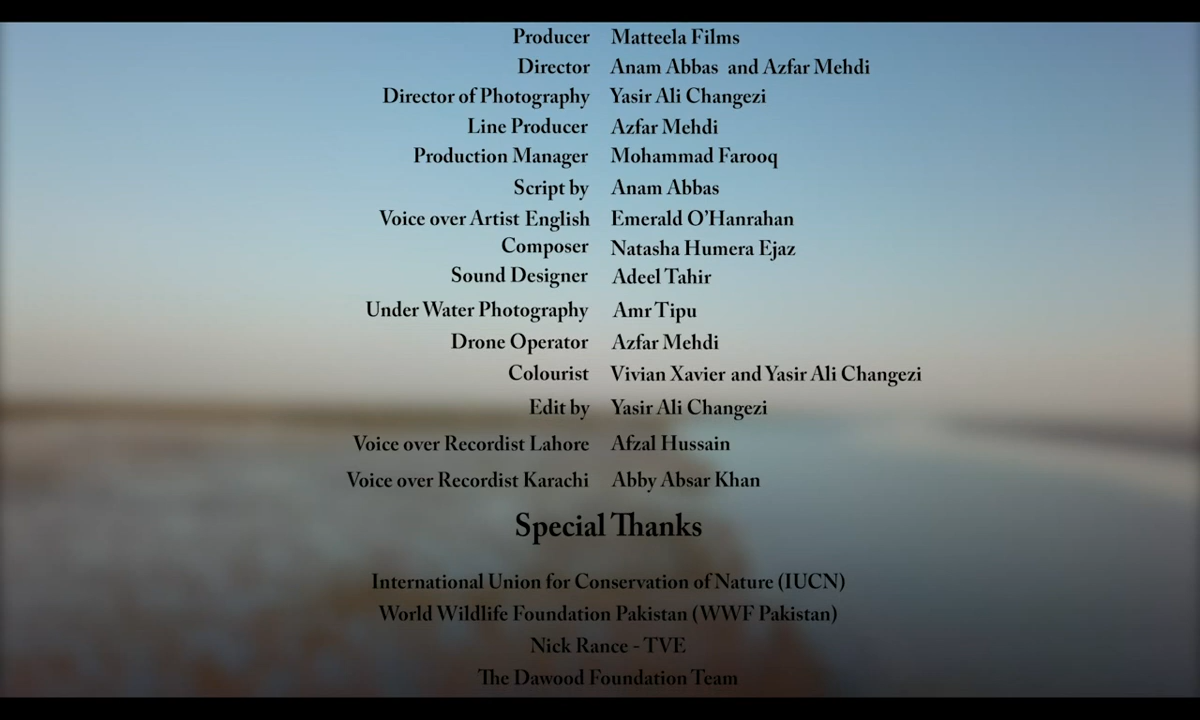 Producer Matteela Films
Director Anam Abbas and Azfar Mehdi
Director of Photography Yasir Ali Changezi
Line Producer Azfar Mehdi
Production Manager Mohammad Farooq
Script by Anam Abbas
Voice over Artist English Emerald O'Hanrahan
Composer Natasha Humera Ejaz
Sound Designer Adeel Tahir
Under Water Photography Amr Tipu
Drone Operator Azfar Mehdi
Colourist Vivian Xavier and Yasir Ali Changezi
Edit by Yasir Ali Changezi
Voice over Recordist Lahore Afzal Hussain
Voice over Recordist Karachi Abby Absar Khan
Special Thanks
International Union for Conservation of Nature (IUCN)
World Wildlife Foundation Pakistan (WWF Pakistan)
Nick Rance - TVE
The Dawood Foundation Team